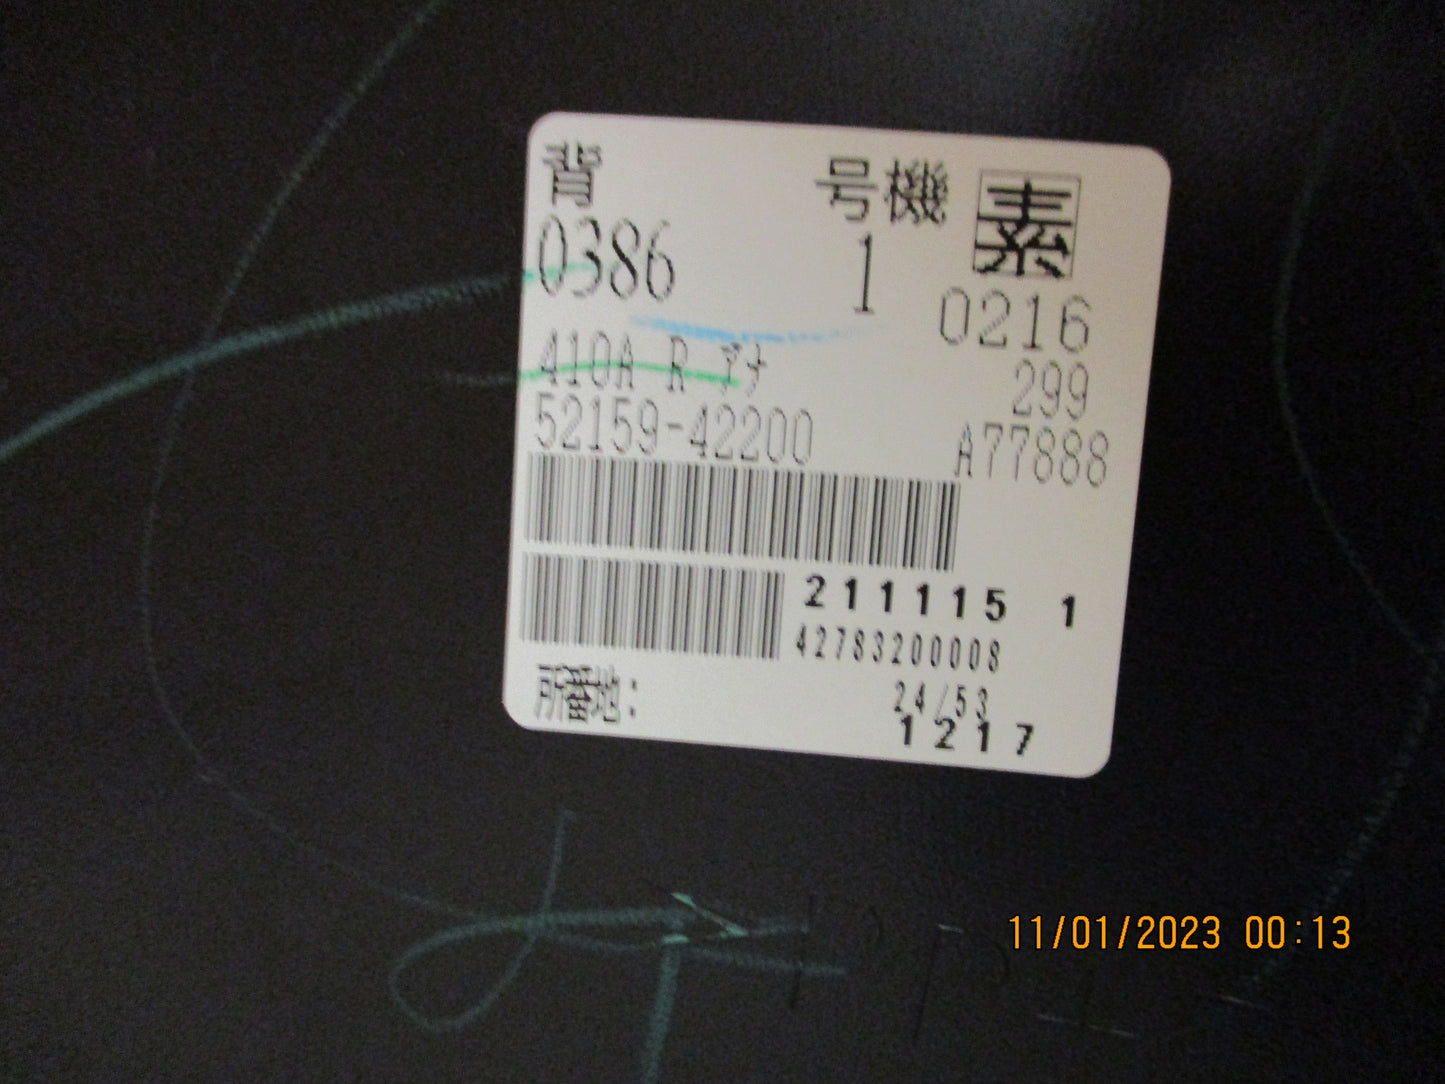 背 号機 素
0386 1 0216
410A R アナ 299
52159-42200 A77888
211115 1
42783200008
所番地: 24/53
1217
11/01/2023 00:13